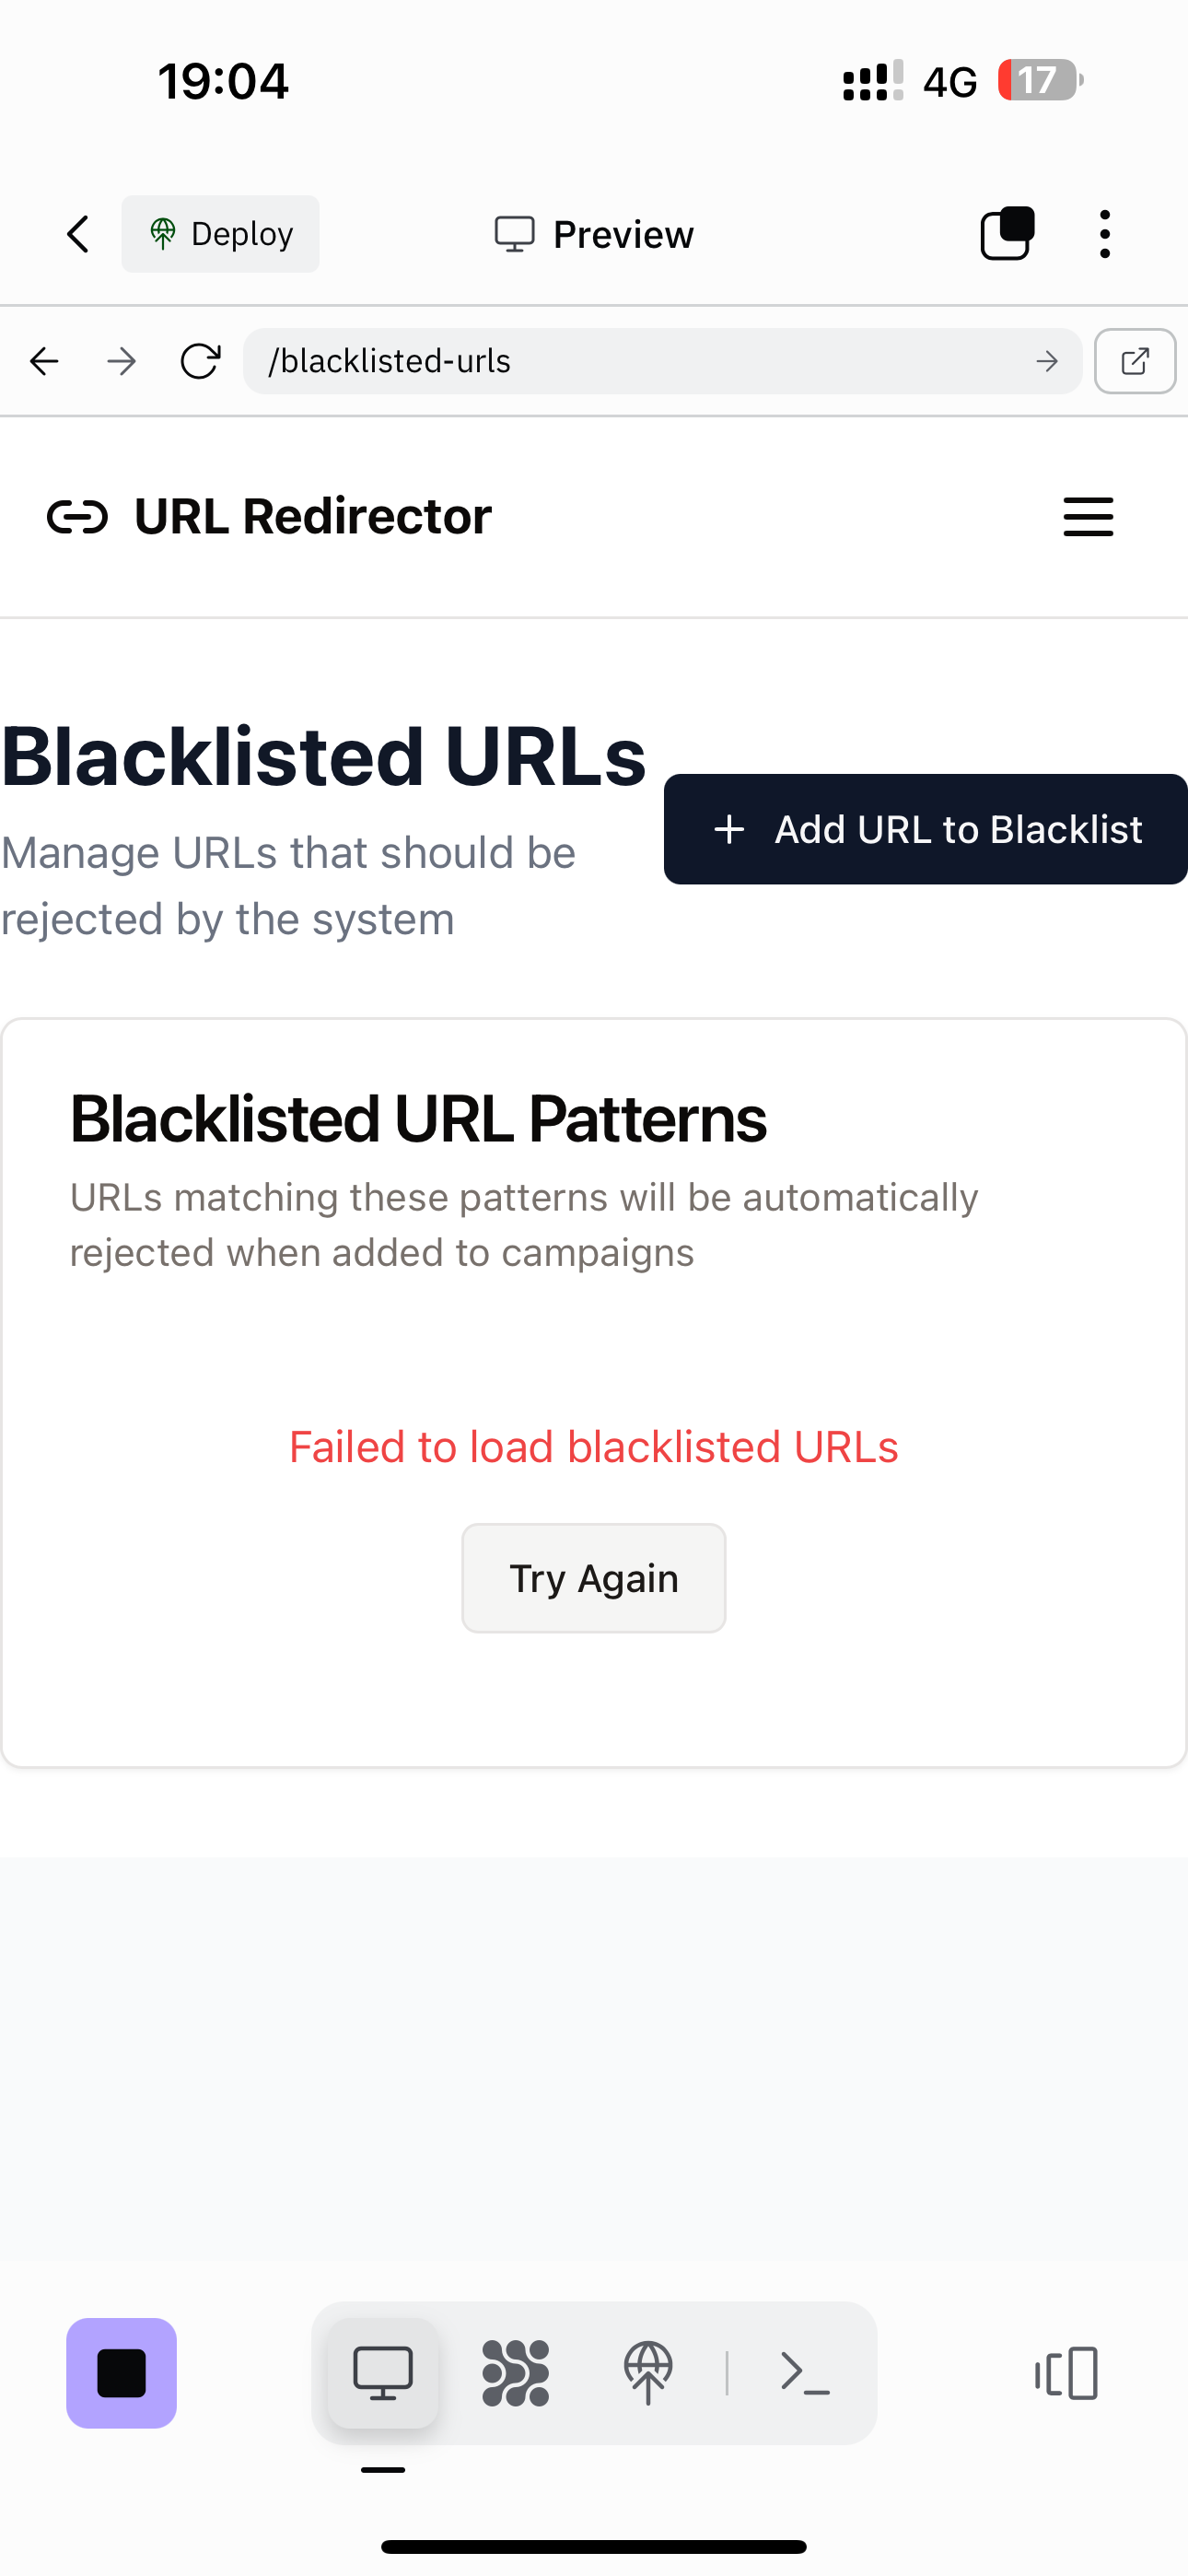 19:04
4G
17
Deploy
Preview
/blacklisted-urls
URL Redirector
Blacklisted URLs
Manage URLs that should be
rejected by the system
+ Add URL to Blacklist
Blacklisted URL Patterns
URLs matching these patterns will be automatically
rejected when added to campaigns
Failed to load blacklisted URLs
Try Again